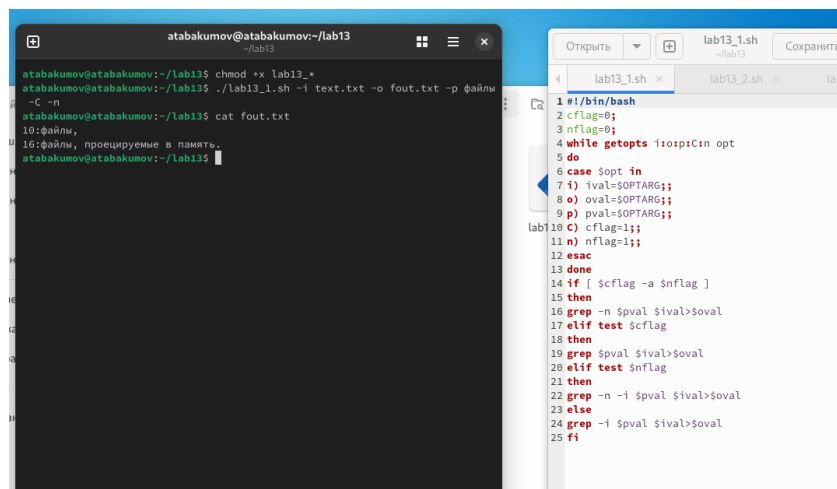 atabakumov@atabakumov:~/lab13
~/lab13
atabakumov@atabakumov:~/lab13$ chmod +x lab13_*
atabakumov@atabakumov:~/lab13$ ./lab13_1.sh -i text.txt -o fout.txt -p файлы
-C -n
atabakumov@atabakumov:~/lab13$ cat fout.txt
10:файлы,
16:файлы, проецируемые в память.
atabakumov@atabakumov:~/lab13$
Открыть
lab13_1.sh
~/lab13
Сохранить
lab13_1.sh
lab13_2.sh
1 #!/bin/bash
2 cflag=0;
3 nflag=0;
4 while getopts i:o:p:C:n opt
5 do
6 case $opt in
7 i) ival=$OPTARG;;
8 o) oval=$OPTARG;;
9 p) pval=$OPTARG;;
10 C) cflag=1;;
11 n) nflag=1;;
12 esac
13 done
14 if [ $cflag -a $nflag ]
15 then
16 grep -n $pval $ival>$oval
17 elif test $cflag
18 then
19 grep $pval $ival>$oval
20 elif test $nflag
21 then
22 grep -n -i $pval $ival>$oval
23 else
24 grep -i $pval $ival>$oval
25 fi